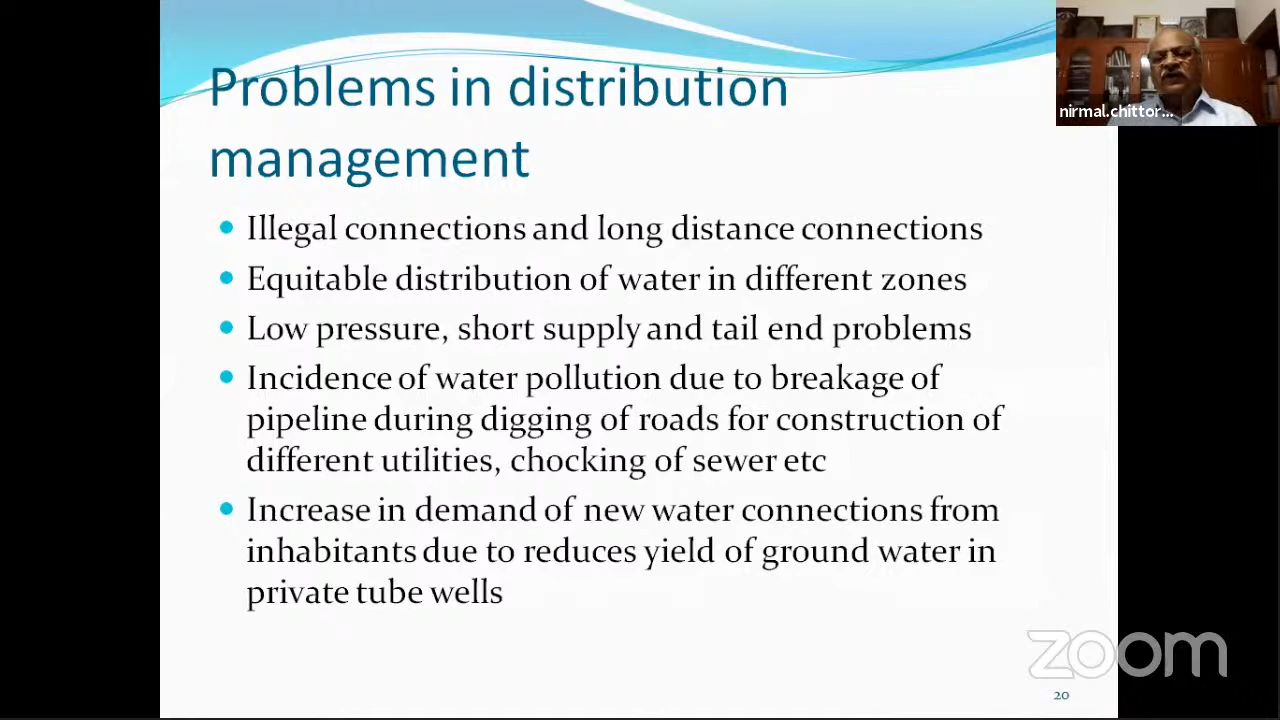 Problems in distribution
management
nirmal.chittor...
• Illegal connections and long distance connections
• Equitable distribution of water in different zones
• Low pressure, short supply and tail end problems
• Incidence of water pollution due to breakage of
pipeline during digging of roads for construction of
different utilities, chocking of sewer etc
• Increase in demand of new water connections from
inhabitants due to reduces yield of ground water in
private tube wells
zoom
20